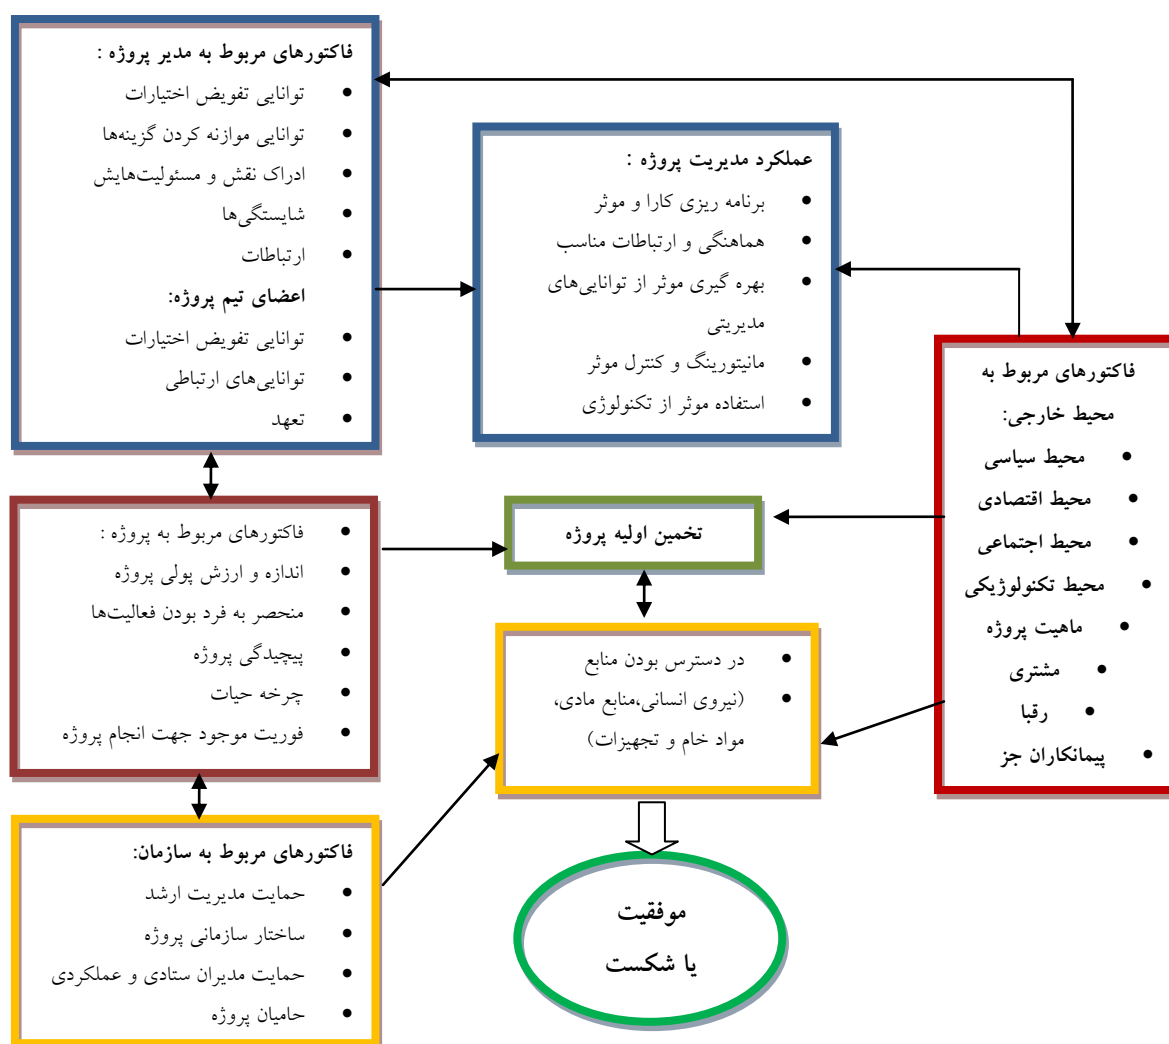 فاکتورهای مربوط به مدیر پروژه :
• توانایی تفویض اختیارات
• توانایی موازنه کردن گزینه‌ها
• ادراک نقش و مسئولیت‌هایش
• شایستگی‌ها
• ارتباطات
اعضای تیم پروژه:
• توانایی تفویض اختیارات
• توانایی‌های ارتباطی
• تعهد
عملکرد مدیریت پروژه :
• برنامه ریزی کارا و موثر
• هماهنگی و ارتباطات مناسب
• بهره گیری موثر از توانایی‌های
مدیریتی
• مانیتورینگ و کنترل موثر
• استفاده موثر از تکنولوژی
فاکتورهای مربوط به
محیط خارجی:
• محیط سیاسی
• محیط اقتصادی
• محیط اجتماعی
• محیط تکنولوژیکی
• ماهیت پروژه
• مشتری
• رقبا
• پیمانکاران جز
• فاکتورهای مربوط به پروژه :
• اندازه و ارزش پولی پروژه
• منحصر به فرد بودن فعالیت‌ها
• پیچیدگی پروژه
• چرخه حیات
• فوریت موجود جهت انجام پروژه
تخمین اولیه پروژه
• در دسترس بودن منابع
• (نیروی انسانی،منابع مادی،
مواد خام و تجهیزات)
فاکتورهای مربوط به سازمان:
• حمایت مدیریت ارشد
• ساختار سازمانی پروژه
• حمایت مدیران ستادی و عملکردی
• حامیان پروژه
موفقیت
یا شکست